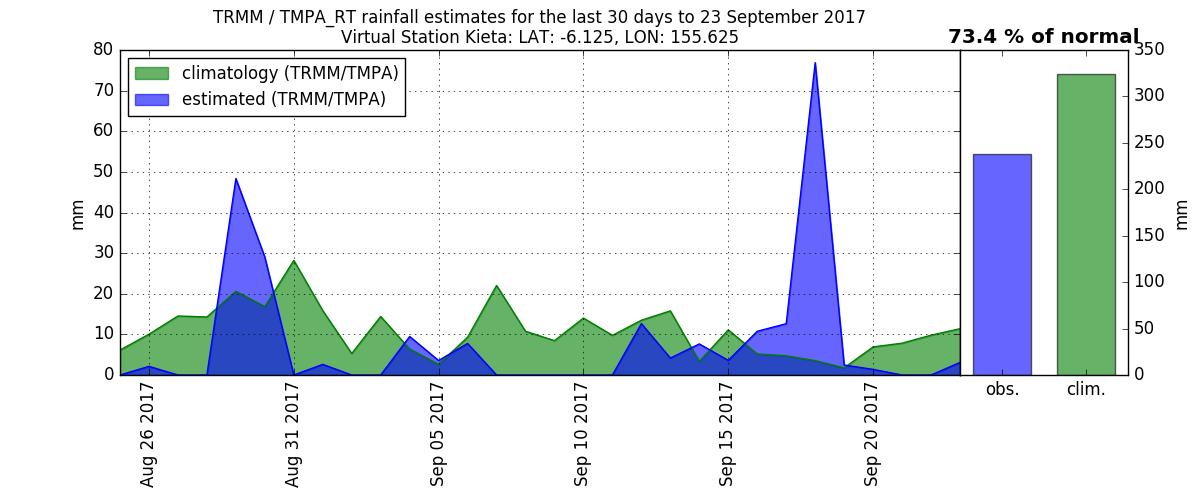 TRMM / TMPA_RT rainfall estimates for the last 30 days to 23 September 2017
Virtual Station Kieta: LAT: -6.125, LON: 155.625
73.4 % of normal
climatology (TRMM/TMPA)
estimated (TRMM/TMPA)
80
70
60
50
40
30
20
10
0
mm
Aug 26 2017
Aug 31 2017
Sep 05 2017
Sep 10 2017
Sep 15 2017
Sep 20 2017
350
300
250
200
150
100
50
0
mm
obs.
clim.